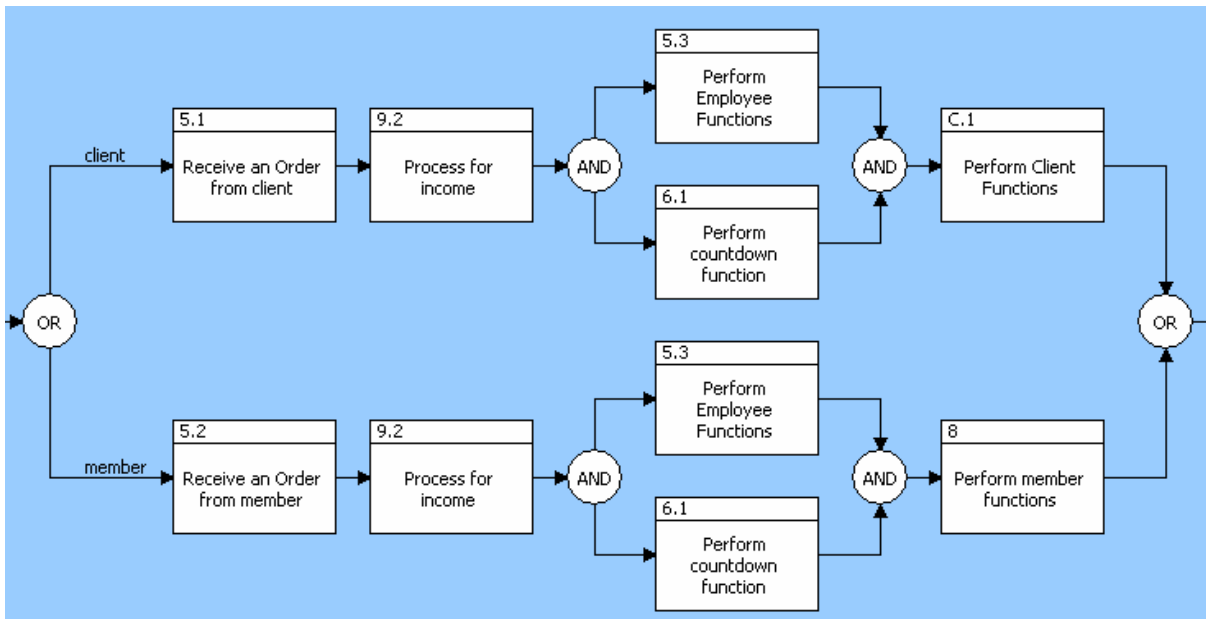 5.3
Perform
Employee
Functions
5.1
Receive an Order
from client
9.2
Process for
income
C.1
Perform Client
Functions
client
AND
AND
6.1
Perform
countdown
function
OR
OR
5.3
Perform
Employee
Functions
5.2
Receive an Order
from member
9.2
Process for
income
8
Perform member
functions
member
AND
AND
6.1
Perform
countdown
function